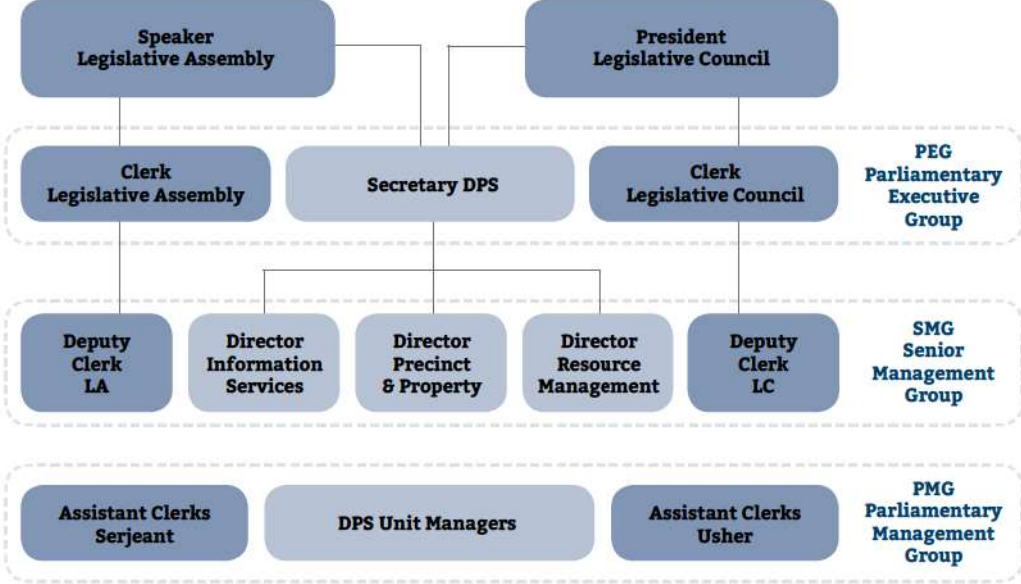 Speaker
Legislative Assembly
President
Legislative Council
Clerk
Legislative Assembly
Secretary DPS
Clerk
Legislative Council
PEG
Parliamentary
Executive
Group
Deputy
Clerk
LA
Director
Information
Services
Director
Precinct
& Property
Director
Resource
Management
Deputy
Clerk
LC
SMG
Senior
Management
Group
Assistant Clerks
Serjeant
DPS Unit Managers
Assistant Clerks
Usher
PMG
Parliamentary
Management
Group